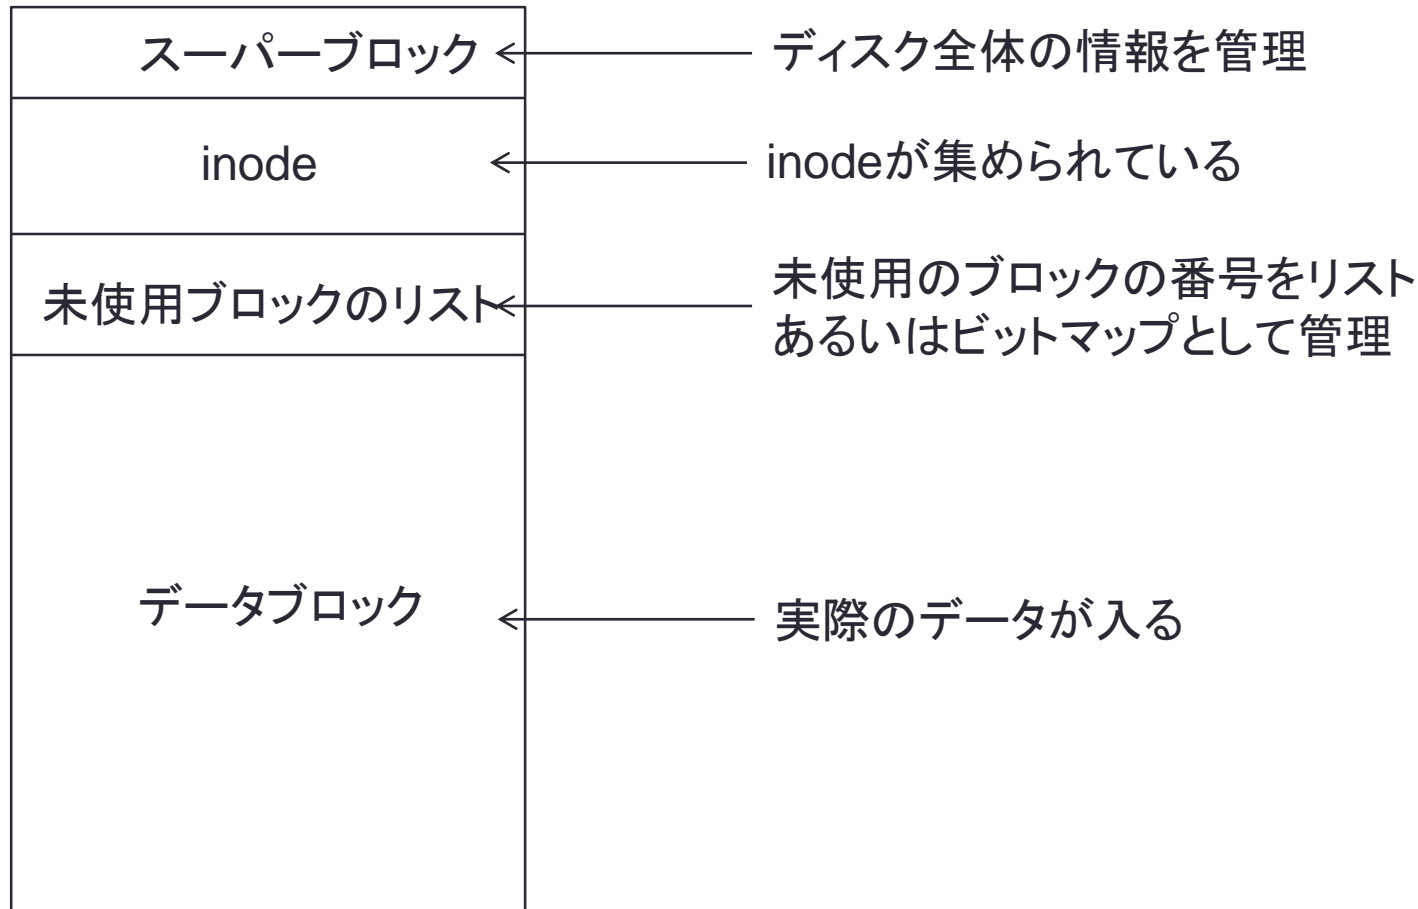 スーパーブロック
ディスク全体の情報を管理
inode
inodeが集められている
未使用ブロックのリスト
未使用のブロックの番号をリスト
あるいはビットマップとして管理
データブロック
実際のデータが入る